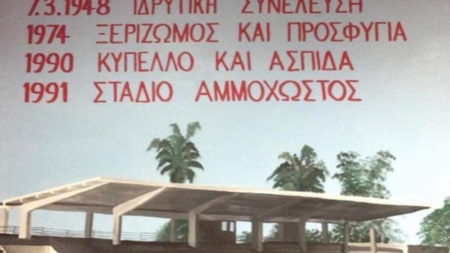 7.3.1948 ΙΔΡΥΤΙΚΗ ΣΥΝΕΛΕΥΣΗ
1974 ΞΕΡΙΖΩΜΟΣ ΚΑΙ ΠΡΟΣΦΥΓΙΑ
1990 ΚΥΠΕΛΛΟ ΚΑΙ ΑΣΠΙΔΑ
1991 ΣΤΑΔΙΟ ΑΜΜΟΧΩΣΤΟΣ